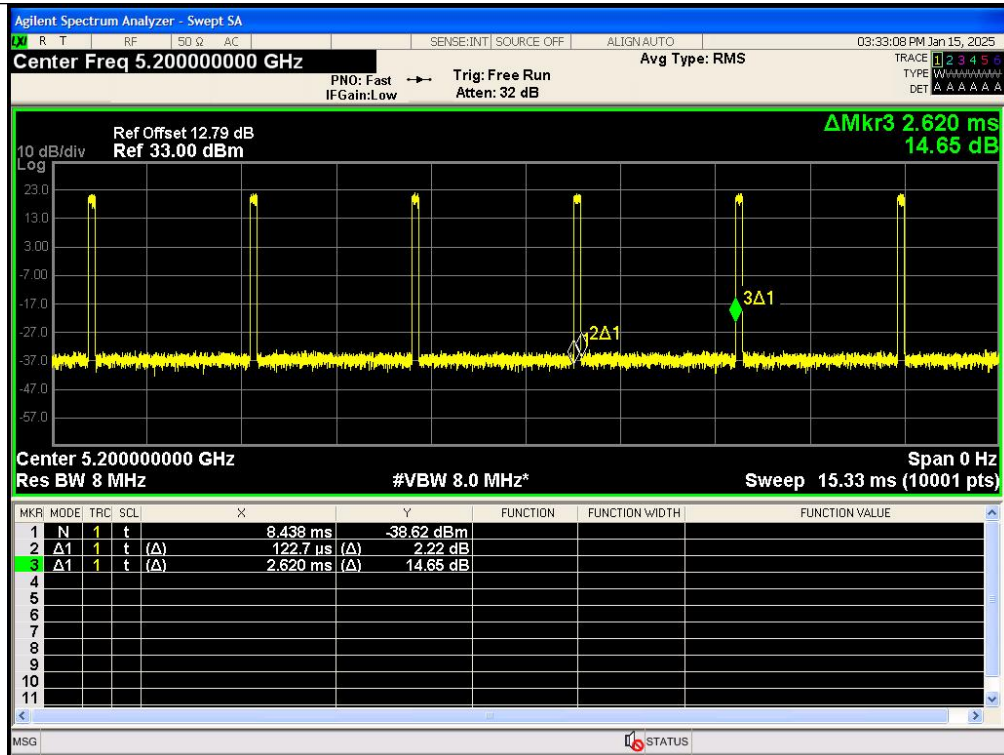 Agilent Spectrum Analyzer - Swept SA
LXI R T RF 50 Ω AC SENSE:INT SOURCE OFF ALIGN AUTO 03:33:08 PM Jan 15, 2025
Center Freq 5.200000000 GHz
Avg Type: RMS
TRACE 1 2 3 4 5 6
PNO: Fast Trig: Free Run
TYPE W
IFGain:Low Atten: 32 dB
DET A A A A A A
ΔMkr3 2.620 ms
Ref Offset 12.79 dB
14.65 dB
10 dB/div Ref 33.00 dBm
Log
23.0
13.0
3.00
-7.00
-17.0
3Δ1
-27.0
2Δ1
-37.0
-47.0
-57.0
Center 5.200000000 GHz Span 0 Hz
Res BW 8 MHz #VBW 8.0 MHz* Sweep 15.33 ms (10001 pts)
MKR MODE TRC SCL X Y FUNCTION FUNCTION WIDTH FUNCTION VALUE
1 N 1 t 8.438 ms -38.62 dBm
2 Δ1 1 t (Δ) 122.7 µs (Δ) 2.22 dB
3 Δ1 1 t (Δ) 2.620 ms (Δ) 14.65 dB
4
5
6
7
8
9
10
11
MSG STATUS